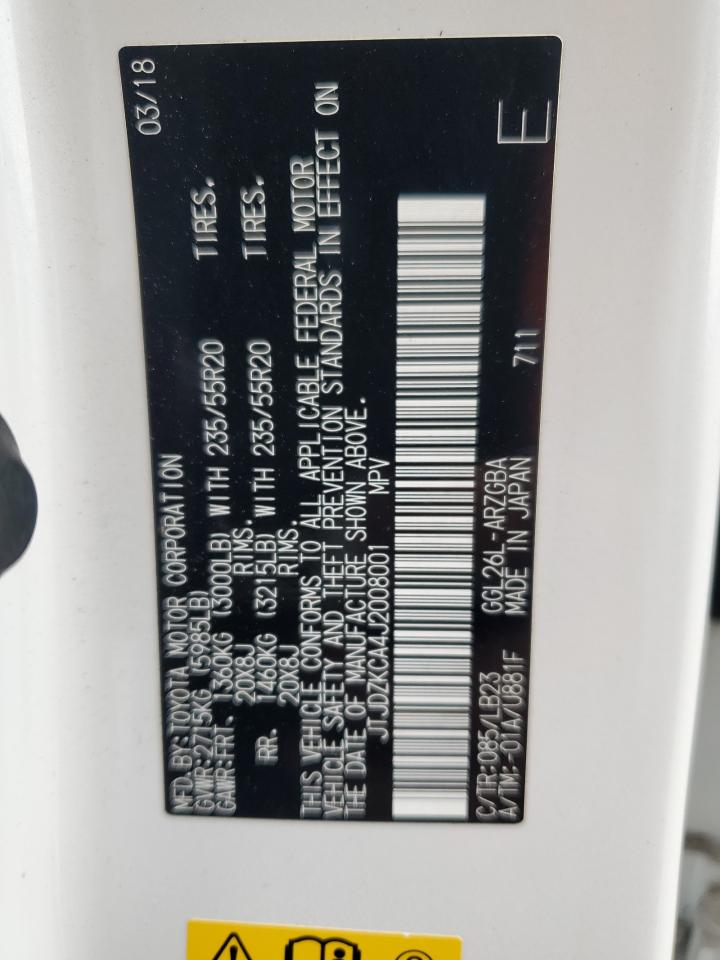 MFD.BY:TOYOTA MOTOR CORPORATION 03/18
GVWR:2715KG (5985LB)
GAWR:FRT. 1360KG (3000LB) WITH 235/55R20 TIRES.
20X8J RIMS.
RR. 1460KG (3215LB) WITH 235/55R20 TIRES.
20X8J RIMS.
THIS VEHICLE CONFORMS TO ALL APPLICABLE FEDERAL MOTOR
VEHICLE SAFETY AND THEFT PREVENTION STANDARDS IN EFFECT ON
THE DATE OF MANUFACTURE SHOWN ABOVE.
JTJDZKCA4J2008001 MPV
C/TR:085/LB23 GGL26L-ARZGBA
A/TM:-01A/U881F MADE IN JAPAN 711
E